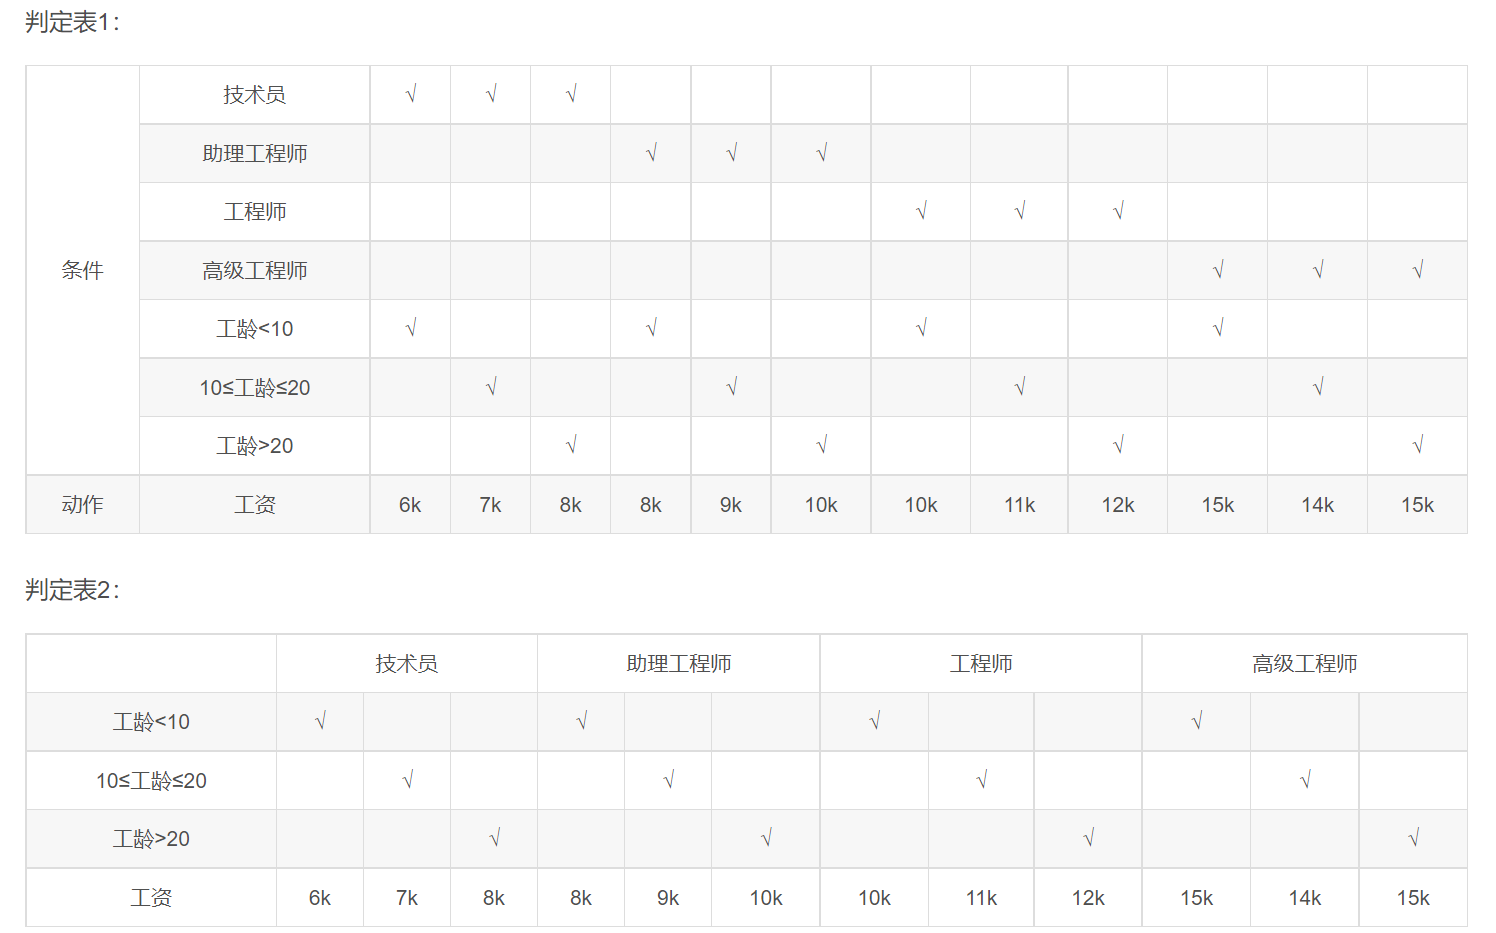 判定表1：
技术员 √ √ √
助理工程师 √ √ √
工程师 √ √ √
条件 高级工程师 √ √ √
工龄<10 √ √ √ √
10≤工龄≤20 √ √ √ √
工龄>20 √ √ √ √
动作 工资 6k 7k 8k 8k 9k 10k 10k 11k 12k 15k 14k 15k
判定表2：
技术员 助理工程师 工程师 高级工程师
工龄<10 √ √ √ √
10≤工龄≤20 √ √ √ √
工龄>20 √ √ √ √
工资 6k 7k 8k 8k 9k 10k 10k 11k 12k 15k 14k 15k